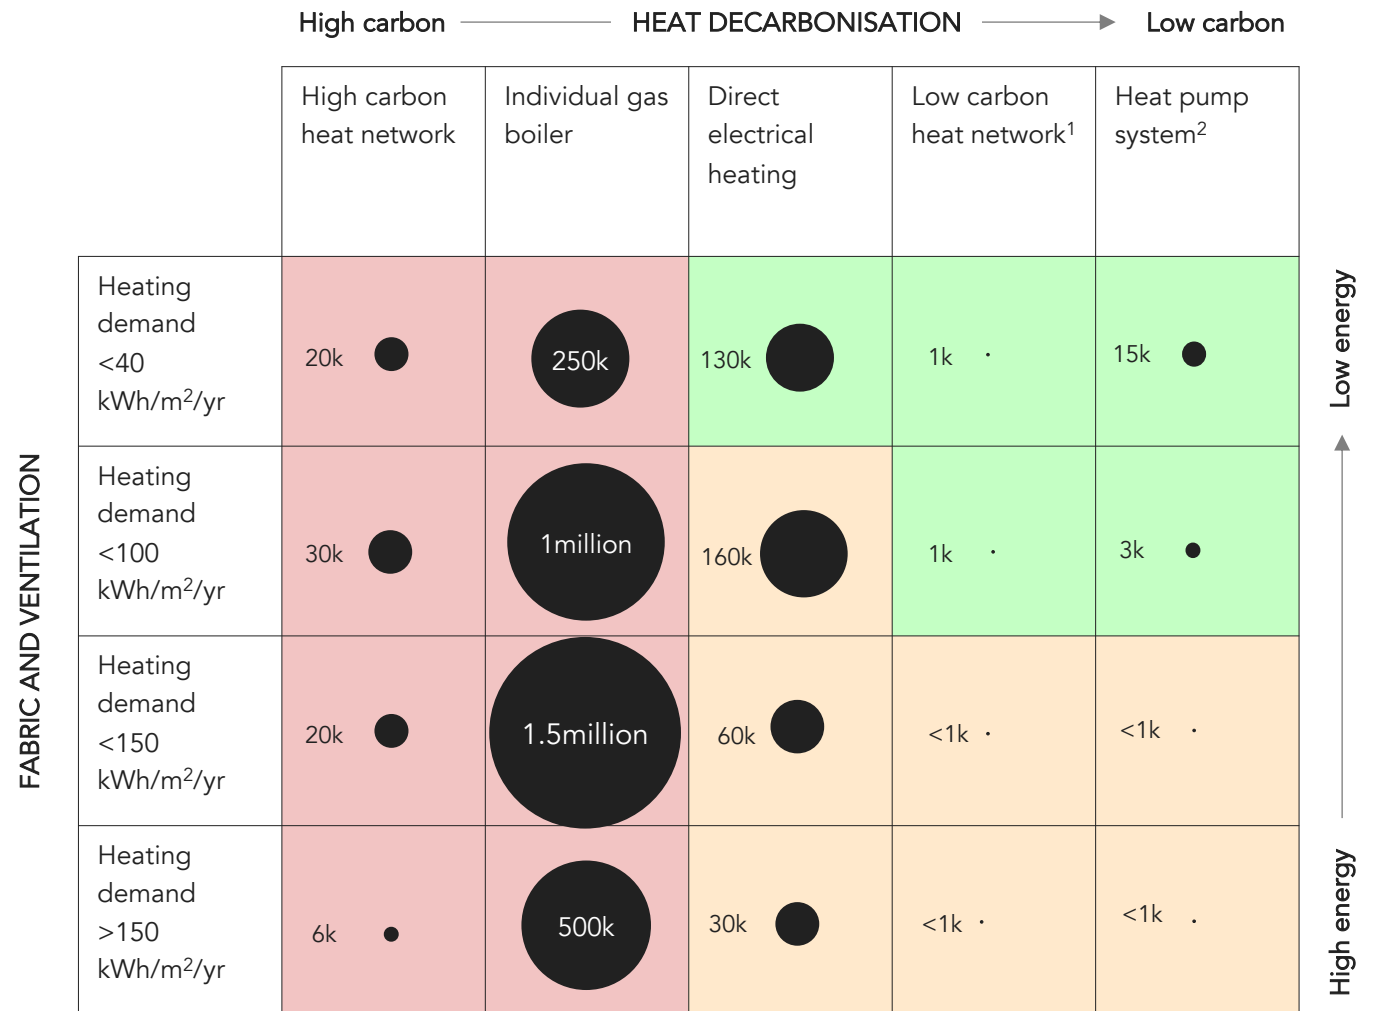 High carbon HEAT DECARBONISATION Low carbon
High carbon
heat network
Individual gas
boiler
Direct
electrical
heating
Low carbon
heat network¹
Heat pump
system²
FABRIC AND VENTILATION
Heating
demand
<40
kWh/m²/yr
20k
250k
130k
1k
15k
Heating
demand
<100
kWh/m²/yr
30k
1million
160k
1k
3k
Heating
demand
<150
kWh/m²/yr
20k
1.5million
60k
<1k
<1k
Heating
demand
>150
kWh/m²/yr
6k
500k
30k
<1k
<1k
Low energy
High energy